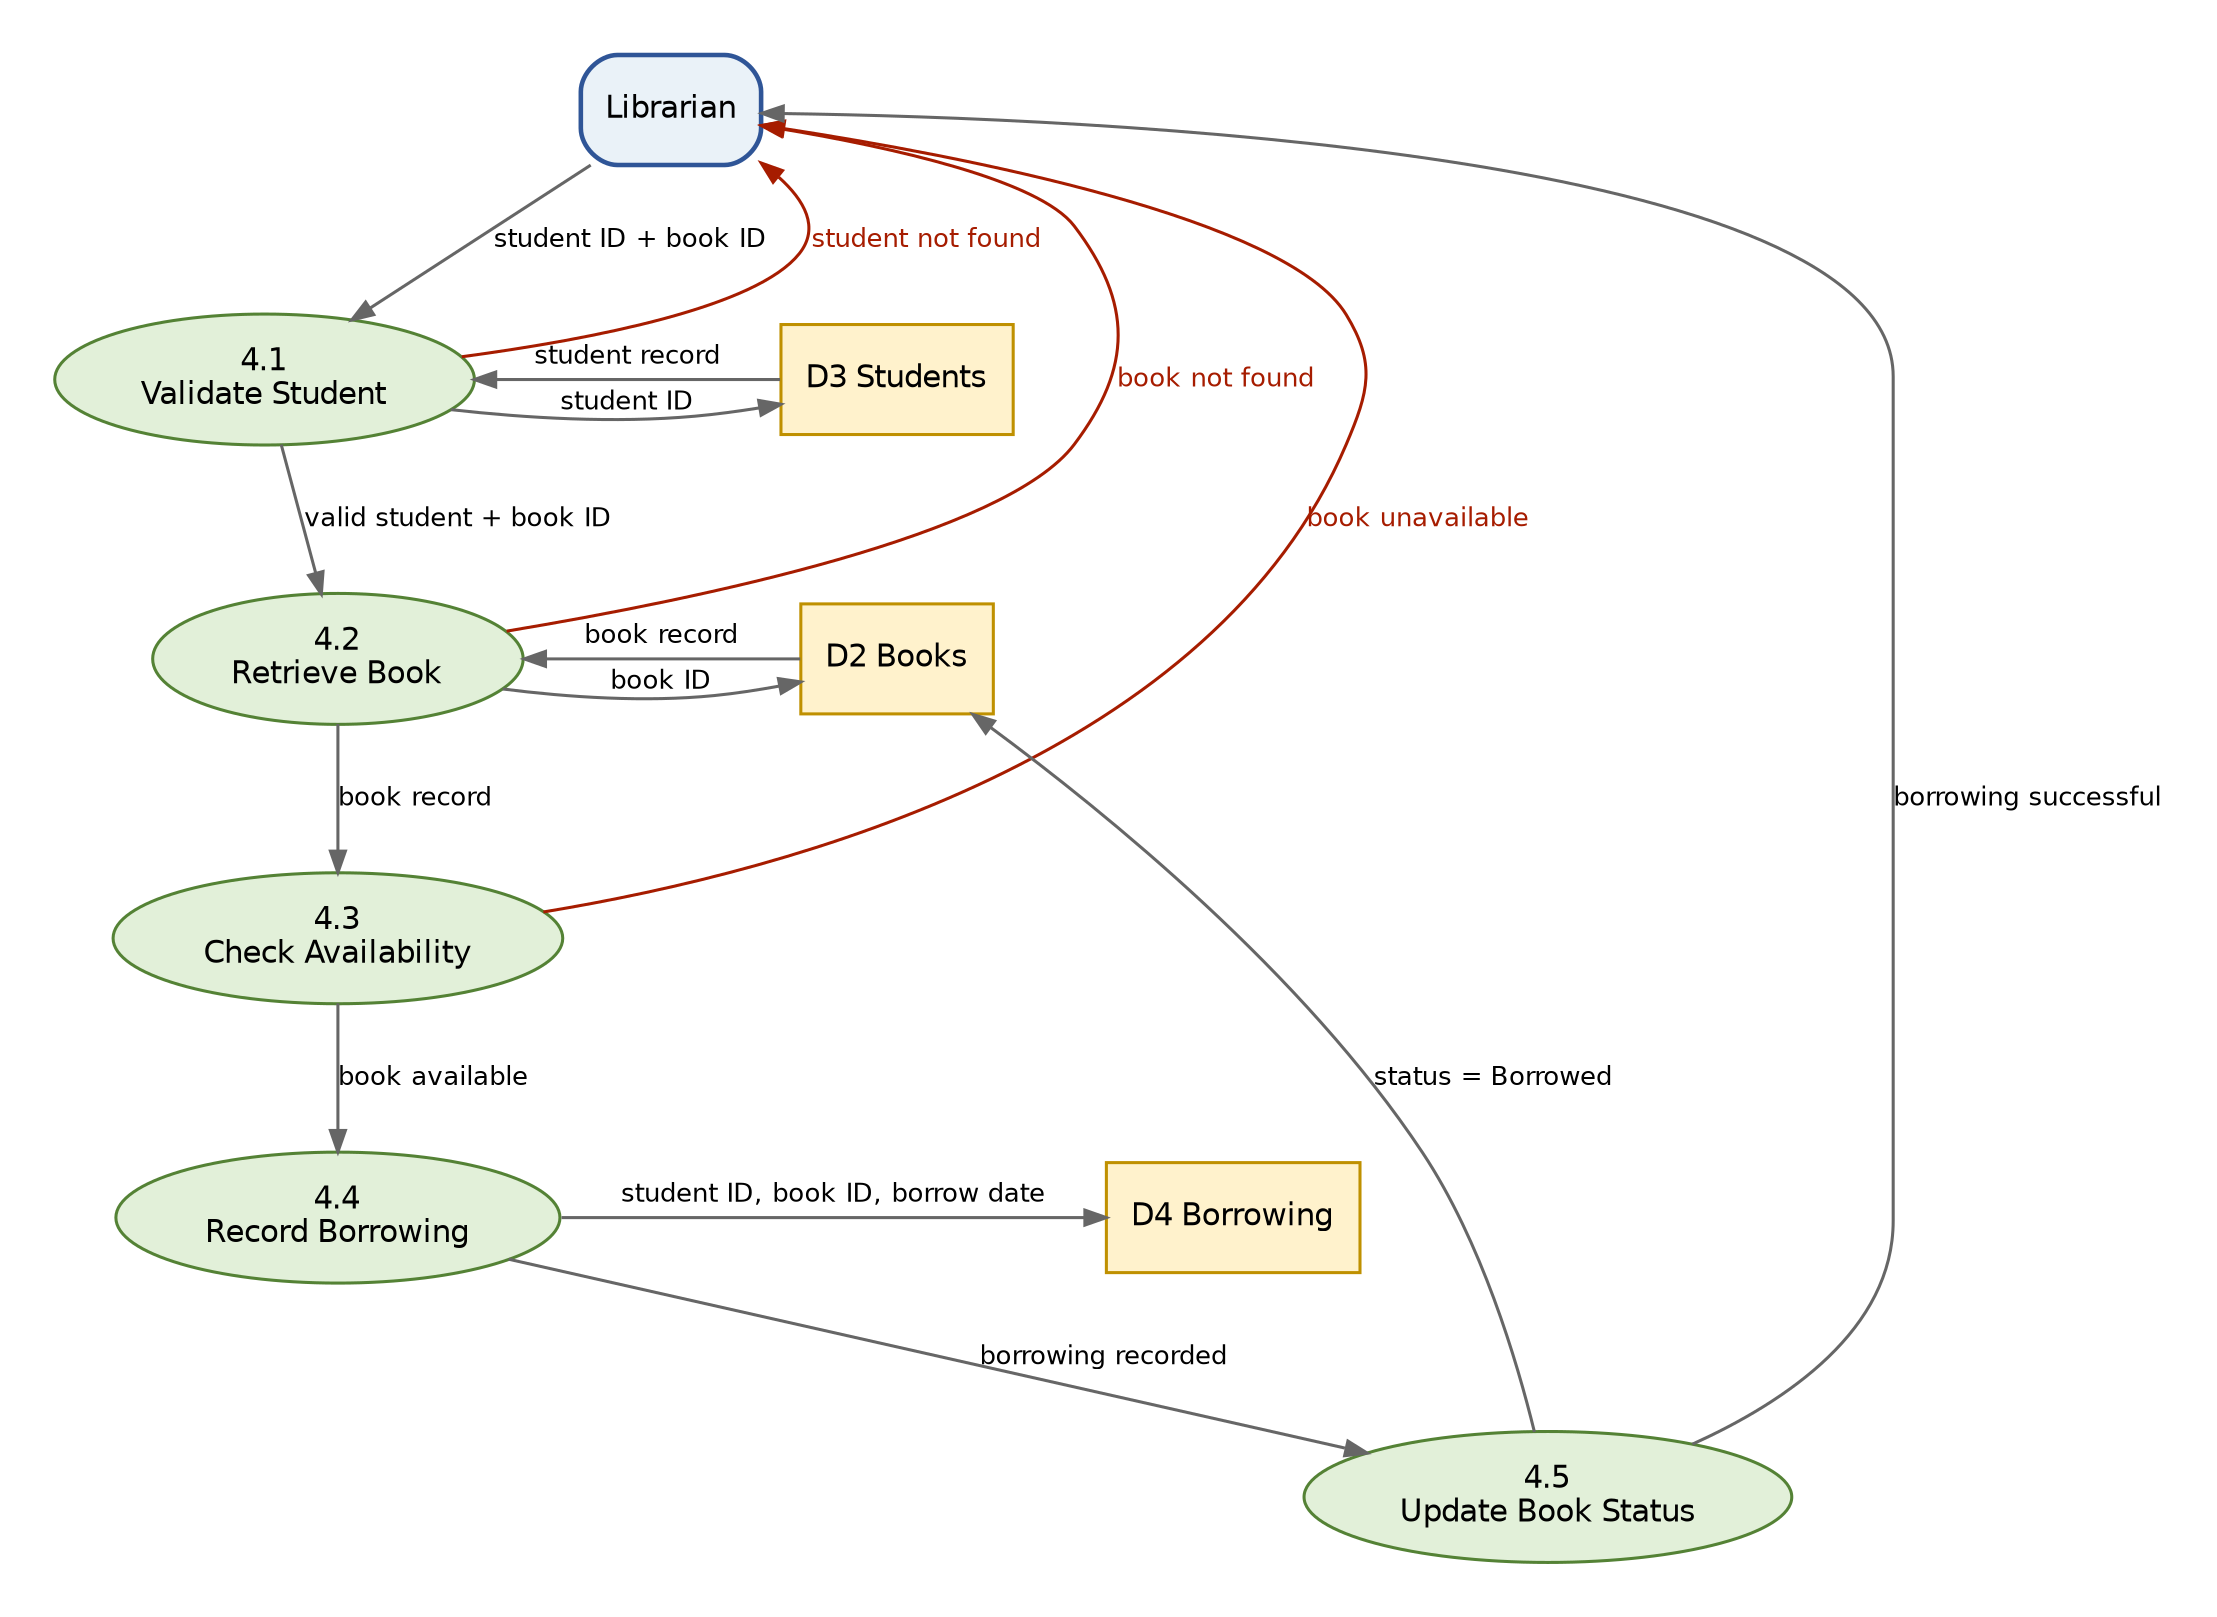 Librarian
student ID + book ID
student not found
4.1
Validate Student
student record
student ID
D3 Students
book not found
valid student + book ID
book unavailable
4.2
Retrieve Book
book record
book ID
D2 Books
book record
borrowing successful
4.3
Check Availability
book available
status = Borrowed
4.4
Record Borrowing
student ID, book ID, borrow date
D4 Borrowing
borrowing recorded
4.5
Update Book Status